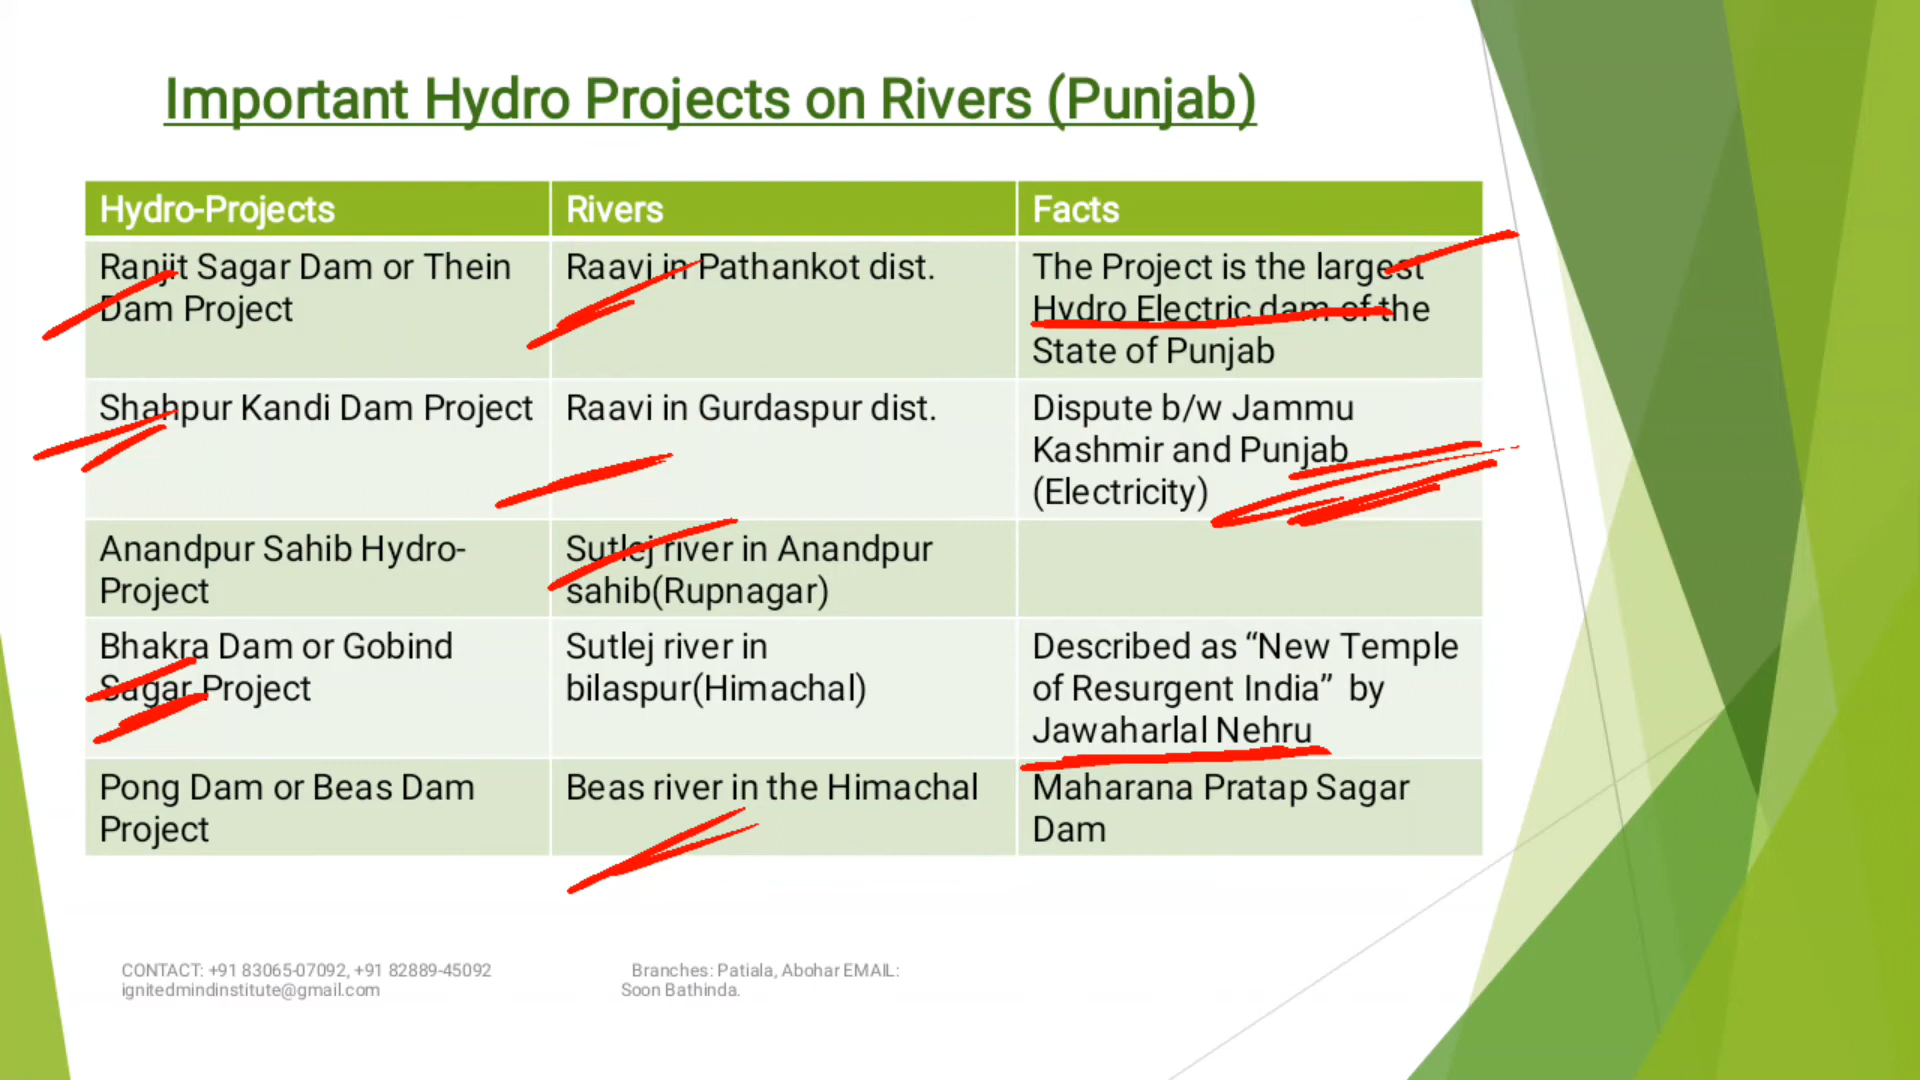 Important Hydro Projects on Rivers (Punjab)
Hydro-Projects
Rivers
Facts
Ranjit Sagar Dam or Thein
Dam Project
Raavi in Pathankot dist.
The Project is the largest
Hydro Electric dam of the
State of Punjab
Shahpur Kandi Dam Project
Raavi in Gurdaspur dist.
Dispute b/w Jammu
Kashmir and Punjab
(Electricity)
Anandpur Sahib Hydro-
Project
Sutlej river in Anandpur
sahib(Rupnagar)
Bhakra Dam or Gobind
Sagar Project
Sutlej river in
bilaspur(Himachal)
Described as “New Temple
of Resurgent India” by
Jawaharlal Nehru
Pong Dam or Beas Dam
Project
Beas river in the Himachal
Maharana Pratap Sagar
Dam
CONTACT: +91 83065-07092, +91 82889-45092
ignitedmindinstitute@gmail.com
Branches: Patiala, Abohar EMAIL:
Soon Bathinda.